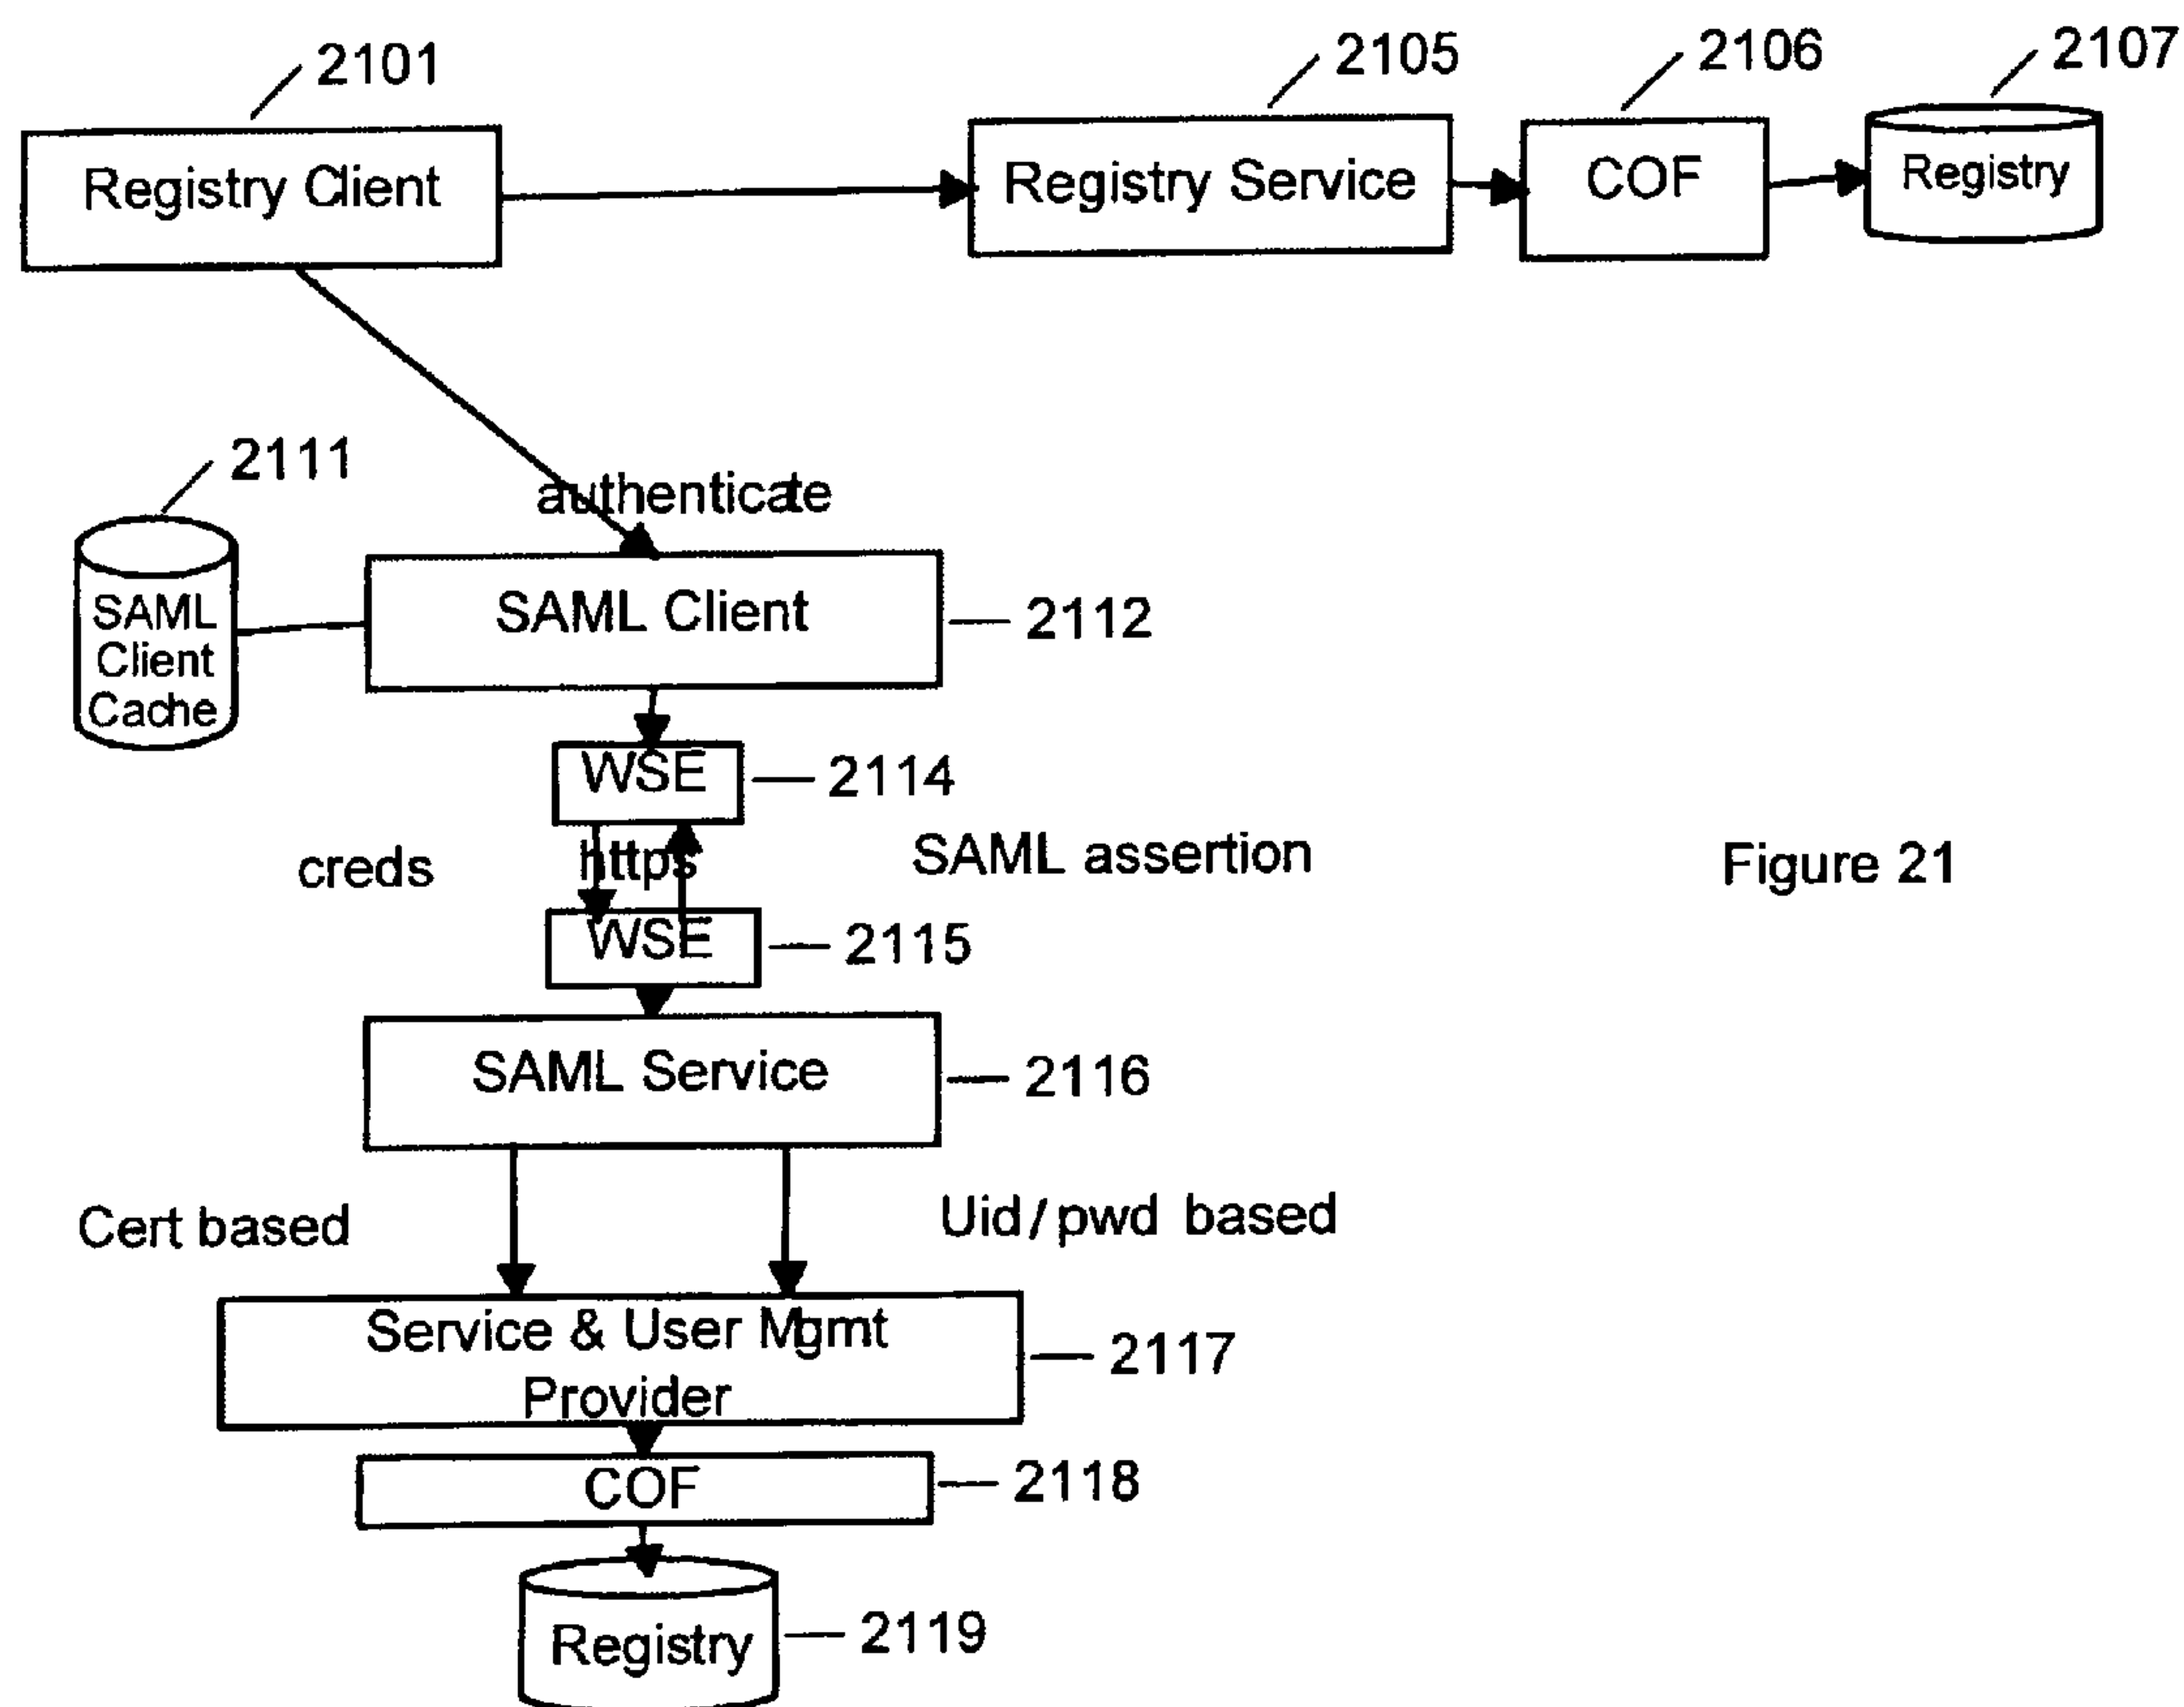 2101
2105
2106
2107
Registry Client
Registry Service
COF
Registry
2111
authenticate
SAML
Client
Cache
SAML Client
2112
WSE
2114
creds
https
SAML assertion
Figure 21
WSE
2115
SAML Service
2116
Cert based
Uid/pwd based
Service & User Mgmt
Provider
2117
COF
2118
Registry
2119